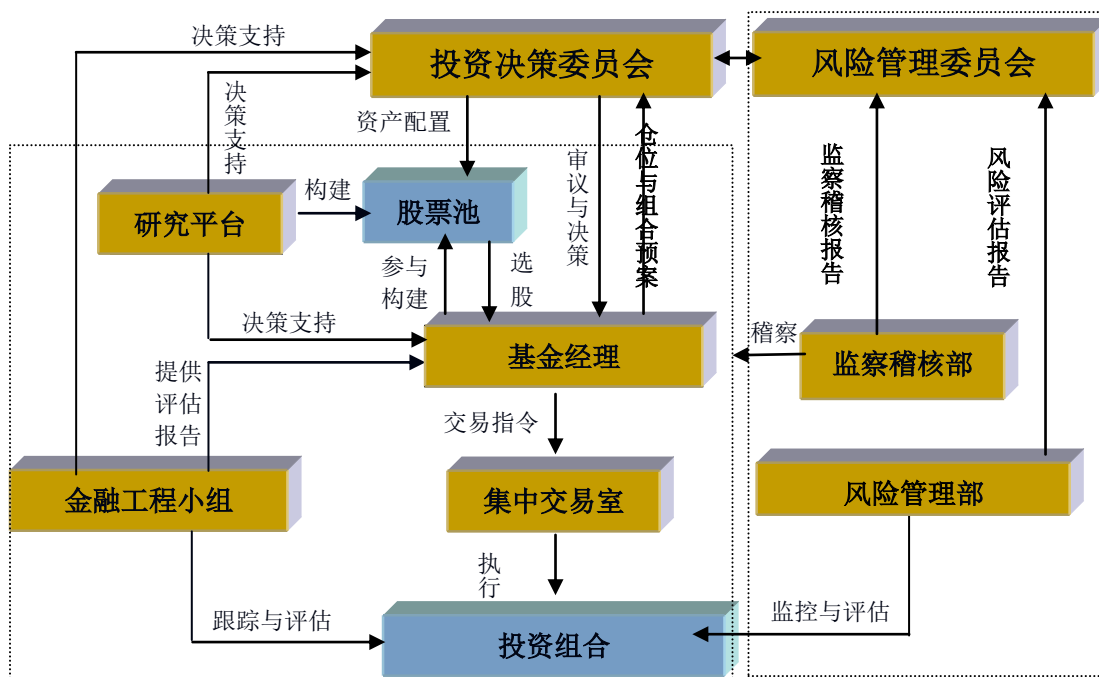 决策支持
投资决策委员会
风险管理委员会
决策支持
资产配置
审议与决策
仓位与组合预案
监察稽核报告
风险评估报告
研究平台
构建
股票池
参与
构建
选
股
决策支持
基金经理
稽察
监察稽核部
提供
评估
报告
交易指令
金融工程小组
集中交易室
风险管理部
执行
跟踪与评估
投资组合
监控与评估